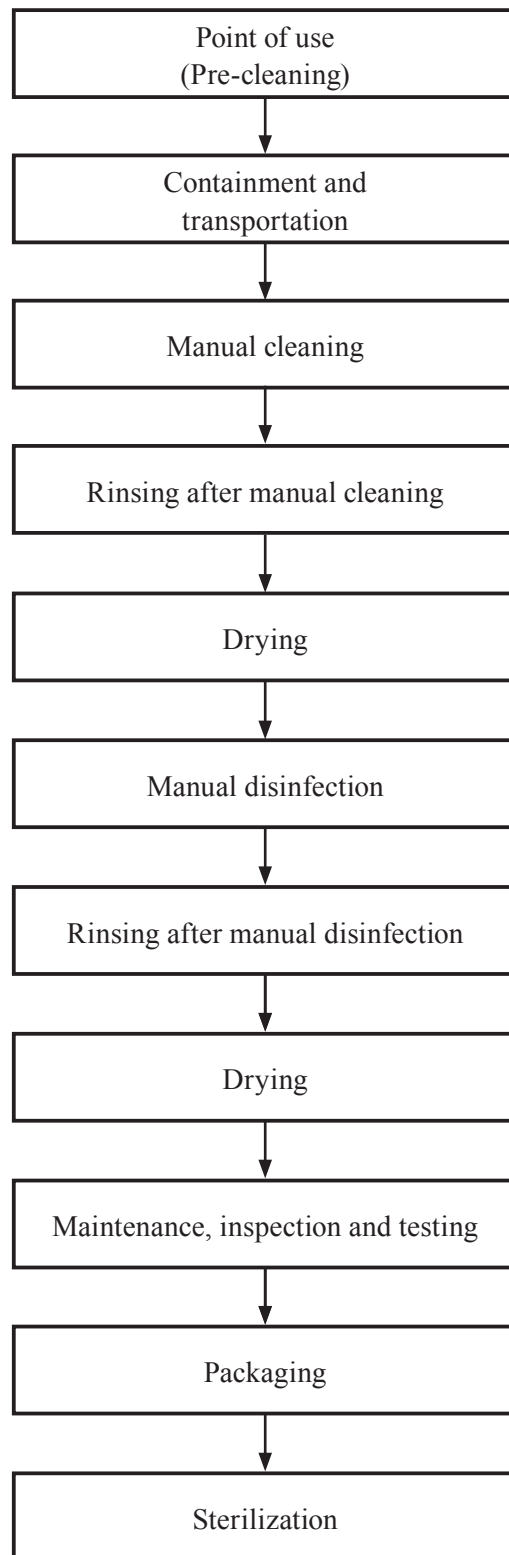 Point of use
(Pre-cleaning)
Containment and
transportation
Manual cleaning
Rinsing after manual cleaning
Drying
Manual disinfection
Rinsing after manual disinfection
Drying
Maintenance, inspection and testing
Packaging
Sterilization